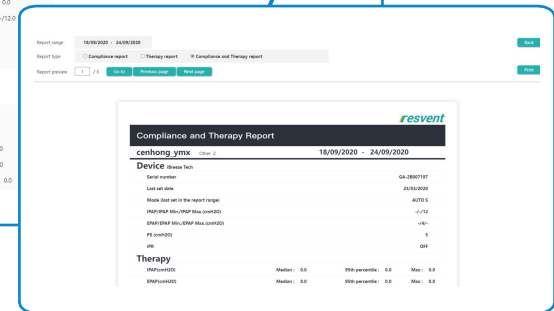 0.0
-/12.0
Report range 18/09/2020 - 24/09/2020 Back
Report type Compliance report Therapy report Compliance and Therapy report
Report preview 1 Go to Previous page Next page Print
resvent
Compliance and Therapy Report
cenhong_ymx Other 18/09/2020 - 24/09/2020
Device iBreeze Tech
Serial number GA-2B007197
Last set date 23/03/2020
Mode (last set in the report range) AUTO S
IPAP/IPAP Min./IPAP Max.(cmH2O) -/-/12
EPAP/EPAP Min./EPAP Max.(cmH2O) -/4/-
PS (cmH2O) 5
IPR OFF
Therapy
IPAP(cmH2O) Median : 0.0 95th percentile : 0.0 Max : 0.0
EPAP(cmH2O) Median : 0.0 95th percentile : 0.0 Max : 0.0
0
0
0.0